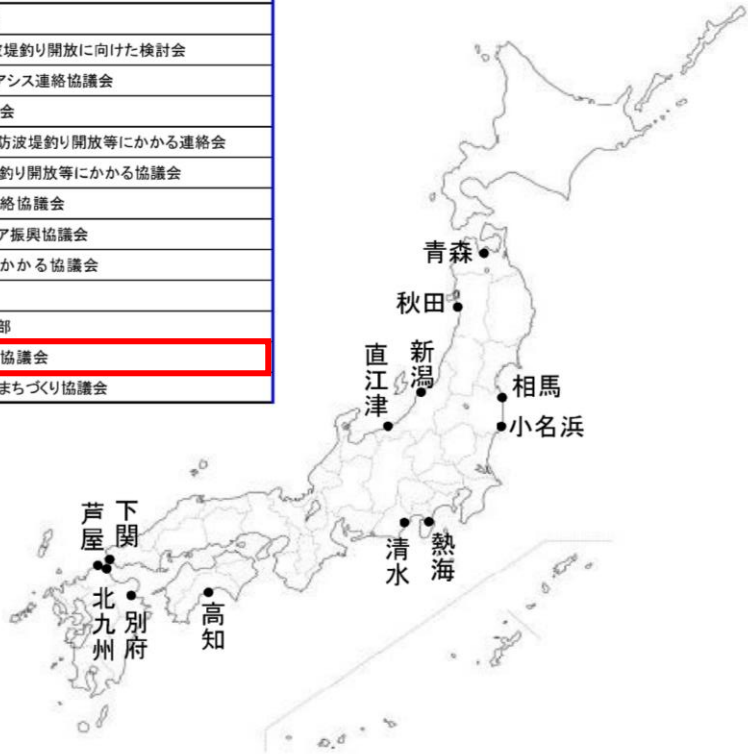 堤釣り開放に向けた検討会
アシス連絡協議会
会
防波堤釣り開放等にかかる連絡会
釣り開放等にかかる協議会
絡協議会
ア振興協議会
かかる協議会
部
協議会
まちづくり協議会
青森
秋田
新潟
直江津
相馬
小名浜
下関
芦屋
熱海
清水
北九州
別府
高知